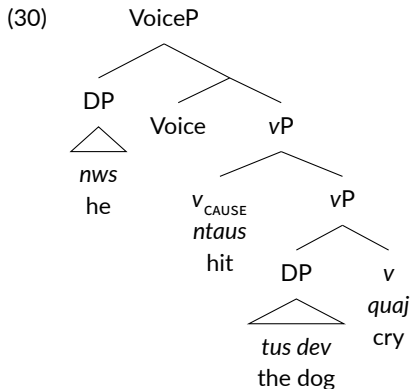 (30) VoiceP
DP
Voice vP
nws
he
vCAUSE vP
ntaus
hit
DP v
quaj
cry
tus dev
the dog